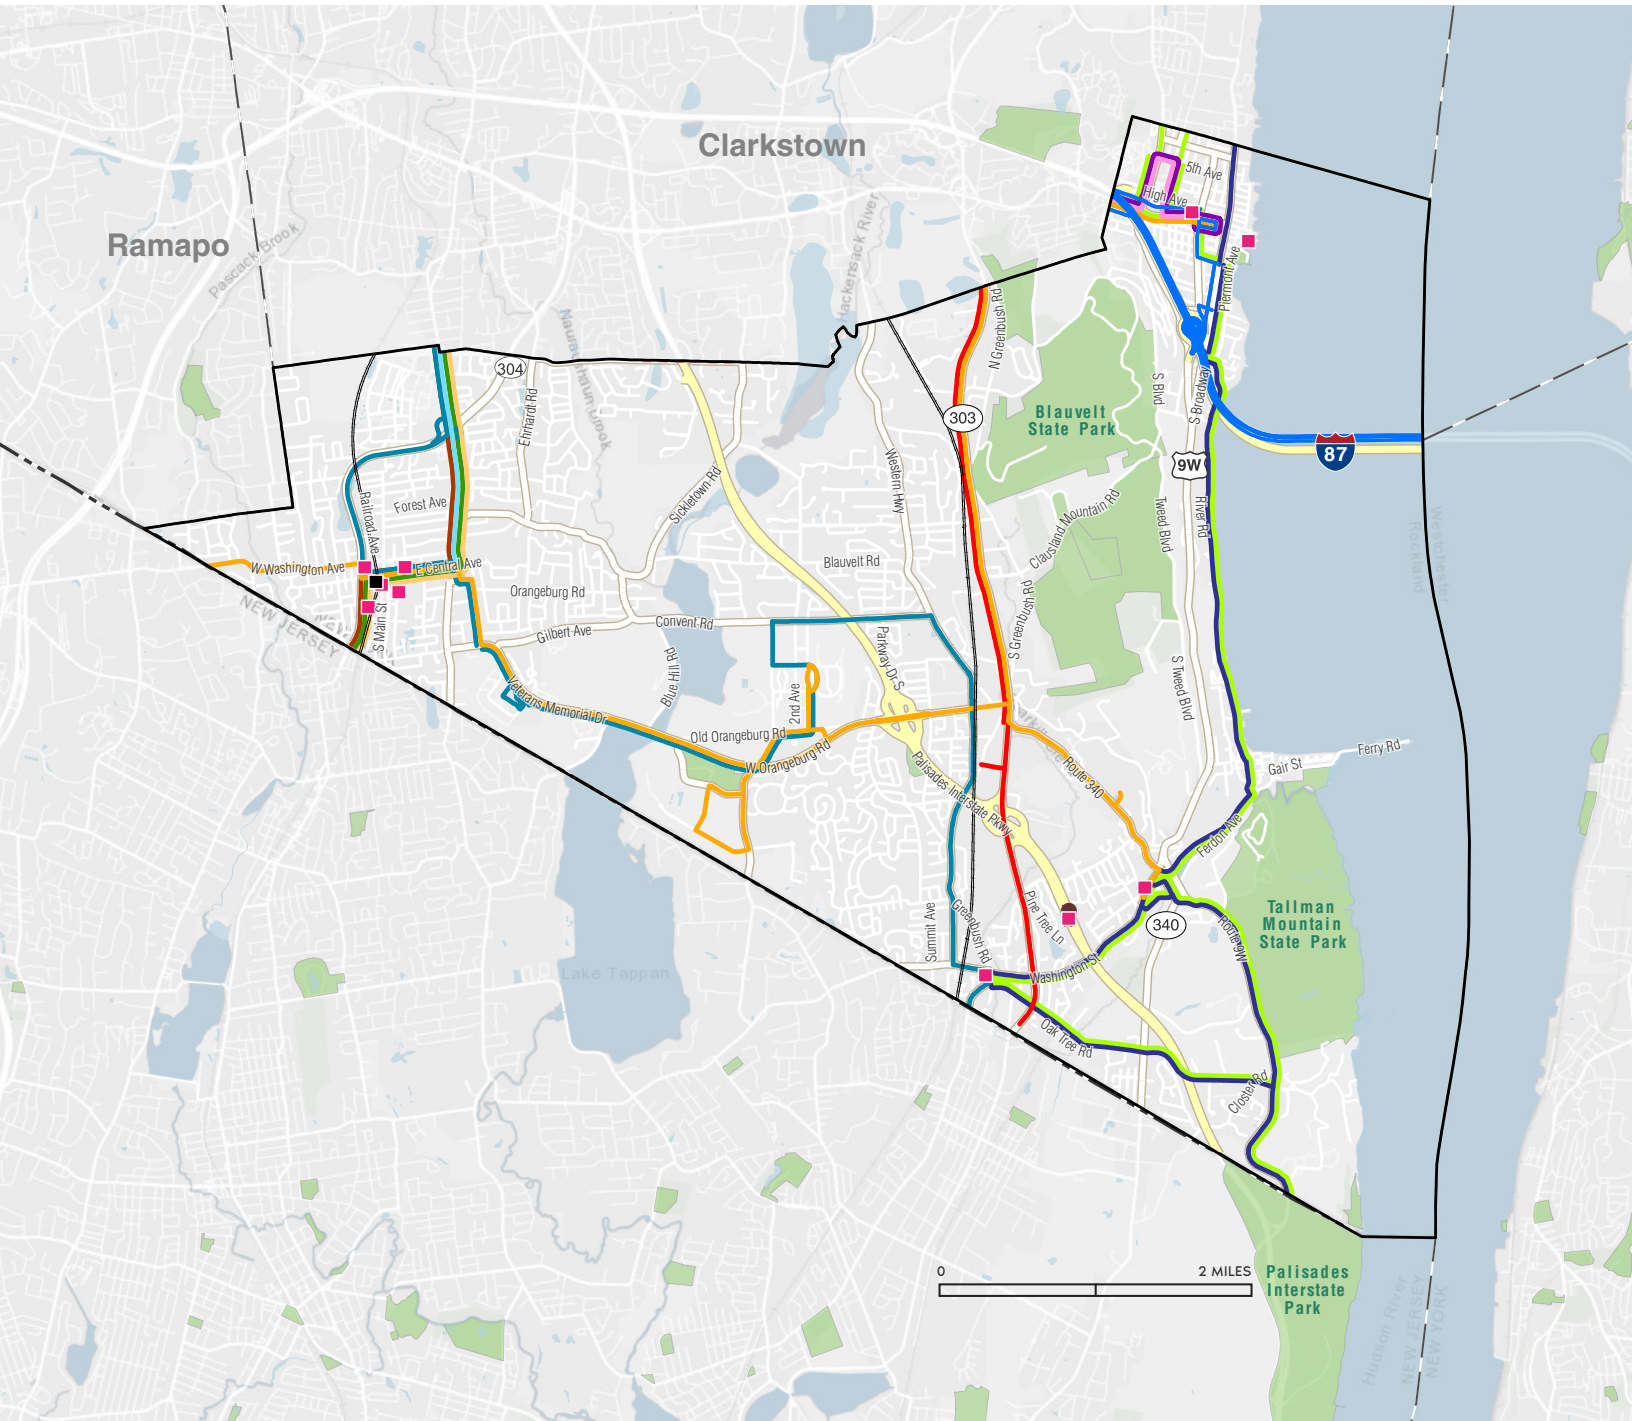 Clarkstown
Ramapo
Pascack Brook
Hackensack River
Nauraushaun Brook
5th Ave
High Ave
Piermont Ave
N Greenbush Rd
304
303
Ehrhardt Rd
Blauvelt
State Park
S Blvd
S Broadway
87
9W
Western Hwy
Sickletown Rd
Railroad Ave
Forest Ave
Clausland Mountain Rd
Tweed Blvd
River Rd
Rockland
Westchester
W Washington Ave
E Central Ave
Blauvelt Rd
Orangeburg Rd
NEW JERSEY
S Main St
Gilbert Ave
Convent Rd
S Greenbush Rd
Blue Hill Rd
Parkway Dr S
S Tweed Blvd
Veterans Memorial Dr
2nd Ave
Old Orangeburg Rd
W Orangeburg Rd
Palisades Interstate Pkwy
Route 340
Gair St
Ferry Rd
Ferdon Ave
Summit Ave
Greenbush Rd
Pine Tree Ln
340
Route 9W
Tallman
Mountain
State Park
Lake Tappan
Washington St
Oak Tree Rd
Closter Rd
0
2 MILES
Palisades
Interstate
Park
Hudson River
NEW JERSEY
NEW YORK